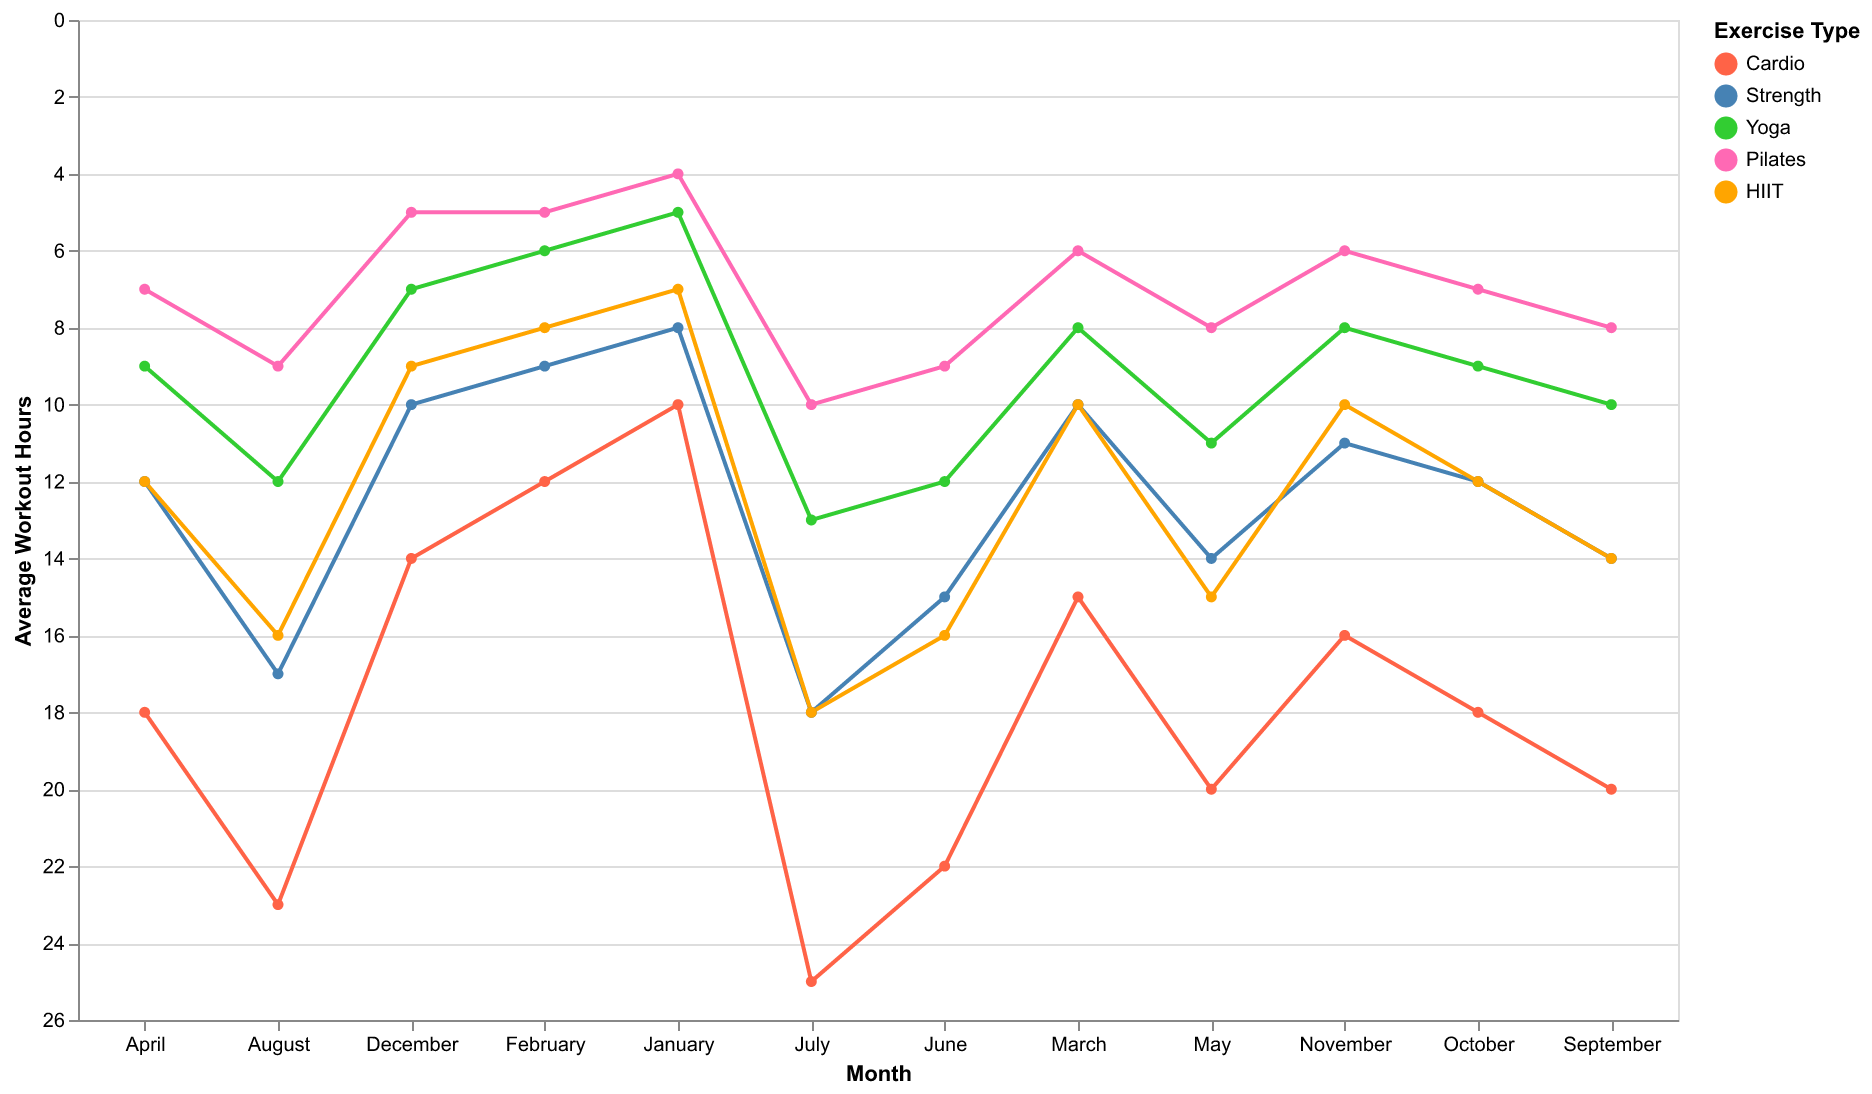 Exercise Type
Cardio
Strength
Yoga
Pilates
HIIT
Average Workout Hours
0
2
4
6
8
10
12
14
16
18
20
22
24
26
April August December February January July June March May November October September
Month